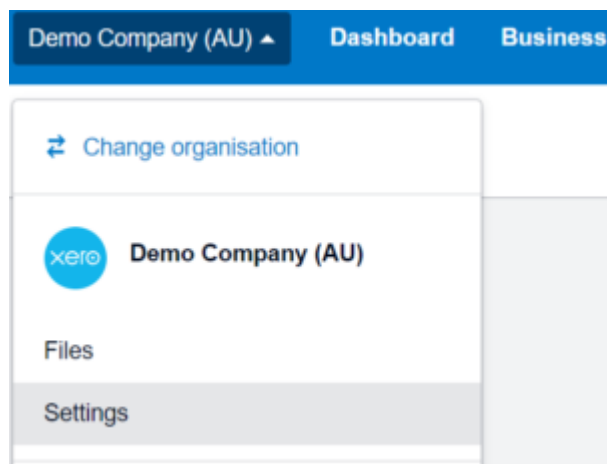 Demo Company (AU) Dashboard Business
Change organisation
xero Demo Company (AU)
Files
Settings